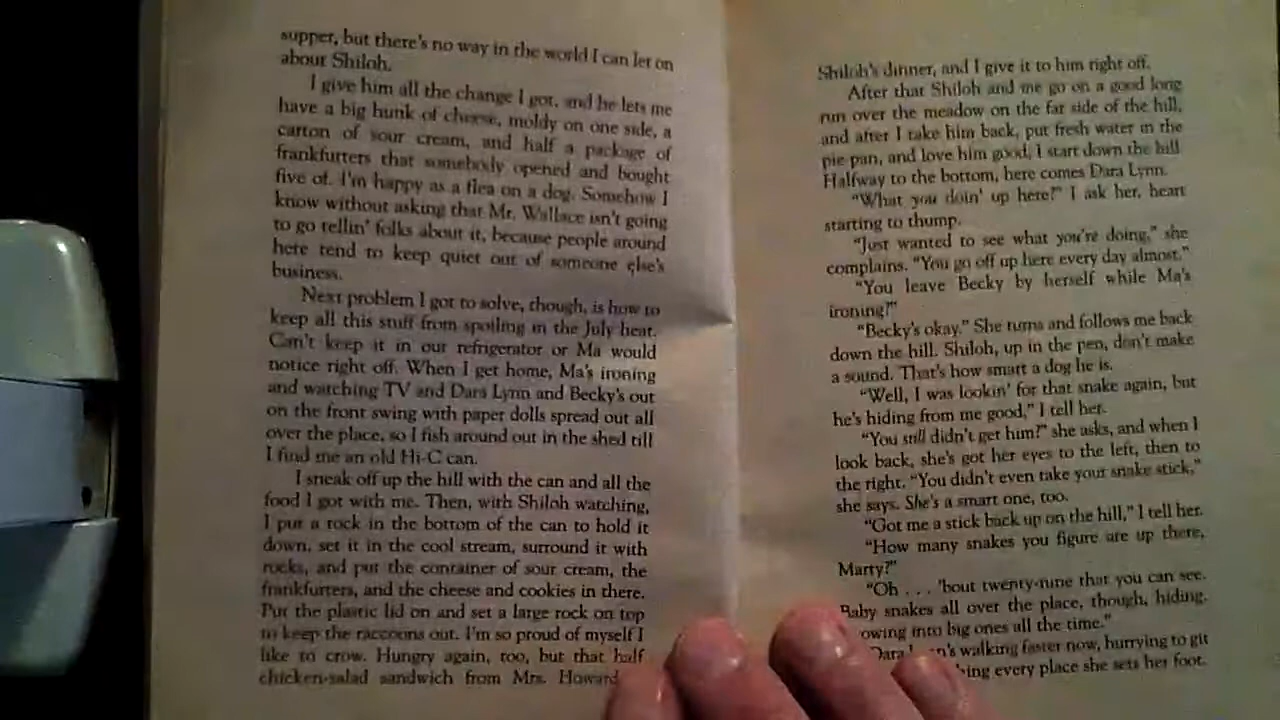 supper, but there's no way in the world I can let on
about Shiloh.
I give him all the change I got, and he lets me
have a big hunk of cheese, moldy on one side, a
carton of sour cream, and half a package of
frankfurters that somebody opened and bought
five of. I'm happy as a flea on a dog. Somehow I
know without asking that Mr. Wallace isn't going
to go tellin' folks about it, because people around
here tend to keep quiet out of someone else's
business.
Next problem I got to solve, though, is how to
keep all this stuff from spoiling in the July heat.
Can't keep it in our refrigerator or Ma would
notice right off. When I get home, Ma's ironing
and watching TV and Dara Lynn and Becky's out
on the front swing with paper dolls spread out all
over the place, so I fish around out in the shed till
I find me an old Hi-C can.
I sneak off up the hill with the can and all the
food I got with me. Then, with Shiloh watching,
I put a rock in the bottom of the can to hold it
down, set it in the cool stream, surround it with
rocks, and put the container of sour cream, the
frankfurters, and the cheese and cookies in there.
Put the plastic lid on and set a large rock on top
to keep the raccoons out. I'm so proud of myself I
like to crow. Hungry again, too, but that half
chicken-salad sandwich from Mrs. Howard
Shiloh's dinner, and I give it to him right off.
After that Shiloh and me go on a good long
run over the meadow on the far side of the hill,
and after I take him back, put fresh water in the
pie pan, and love him good, I start down the hill
Halfway to the bottom, here comes Dara Lynn.
"What you doin' up here?" I ask her, heart
starting to thump.
"Just wanted to see what you're doing," she
complains. "You go off up here every day almost."
"You leave Becky by herself while Ma's
ironing?"
"Becky's okay." She turns and follows me back
down the hill. Shiloh, up in the pen, don't make
a sound. That's how smart a dog he is.
"Well, I was lookin' for that snake again, but
he's hiding from me good," I tell her.
"You still didn't get him?" she asks, and when I
look back, she's got her eyes to the left, then to
the right. "You didn't even take your snake stick,"
she says. She's a smart one, too.
"Got me a stick back up on the hill," I tell her.
"How many snakes you figure are up there,
Marty?"
"Oh . . . 'bout twenty-nine that you can see.
Baby snakes all over the place, though, hiding.
owing into big ones all the time."
Dara n's walking faster now, hurrying to git
hing every place she sets her foot.